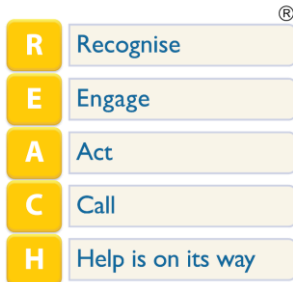 ®
R Recognise
E Engage
A Act
C Call
H Help is on its way